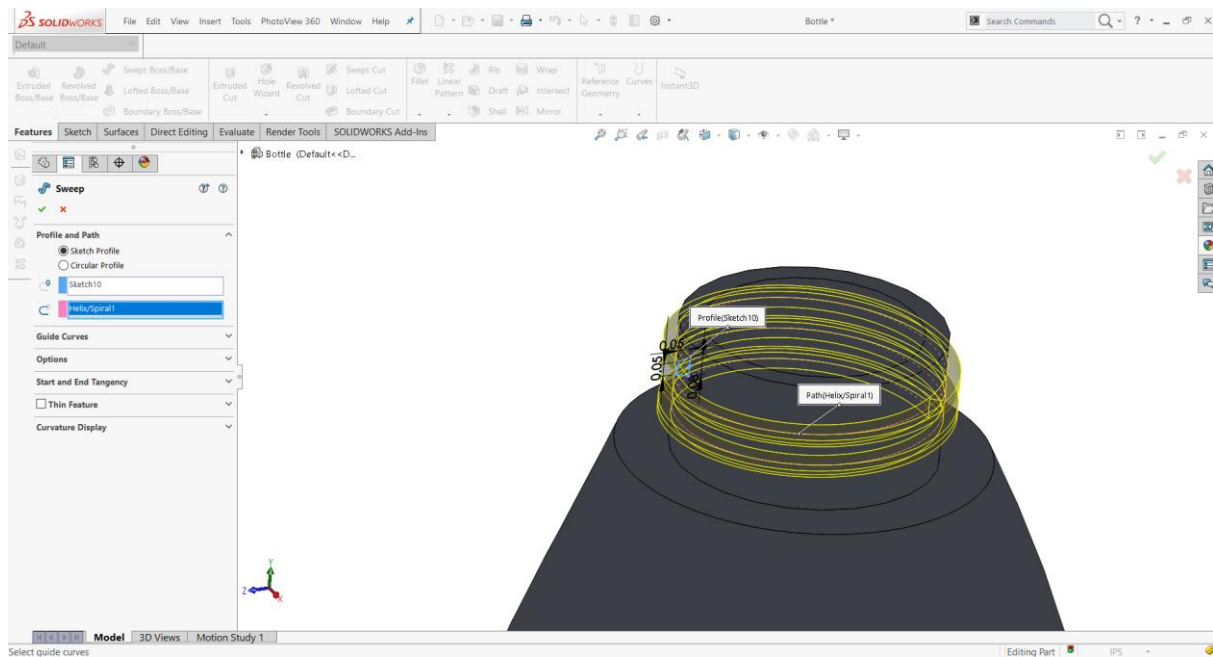 SOLIDWORKS File Edit View Insert Tools PhotoView 360 Window Help Bottle * Search Commands ?
Default
Extruded Boss/Base
Revolved Boss/Base
Swept Boss/Base
Lofted Boss/Base
Boundary Boss/Base
Extruded Cut
Hole Wizard
Revolved Cut
Swept Cut
Lofted Cut
Boundary Cut
Fillet
Linear Pattern
Rib
Draft
Shell
Wrap
Intersect
Mirror
Reference Geometry
Curves
Instant3D
Features Sketch Surfaces Direct Editing Evaluate Render Tools SOLIDWORKS Add-Ins
Bottle (Default<<D...
Sweep
Profile and Path
Sketch Profile
Circular Profile
Sketch10
Helix/Spiral1
Guide Curves
Options
Start and End Tangency
Thin Feature
Curvature Display
Profile(Sketch10)
0.05
0.05
0.08
Path(Helix/Spiral1)
Y
Z
X
Model 3D Views Motion Study 1
Select guide curves Editing Part IPS -